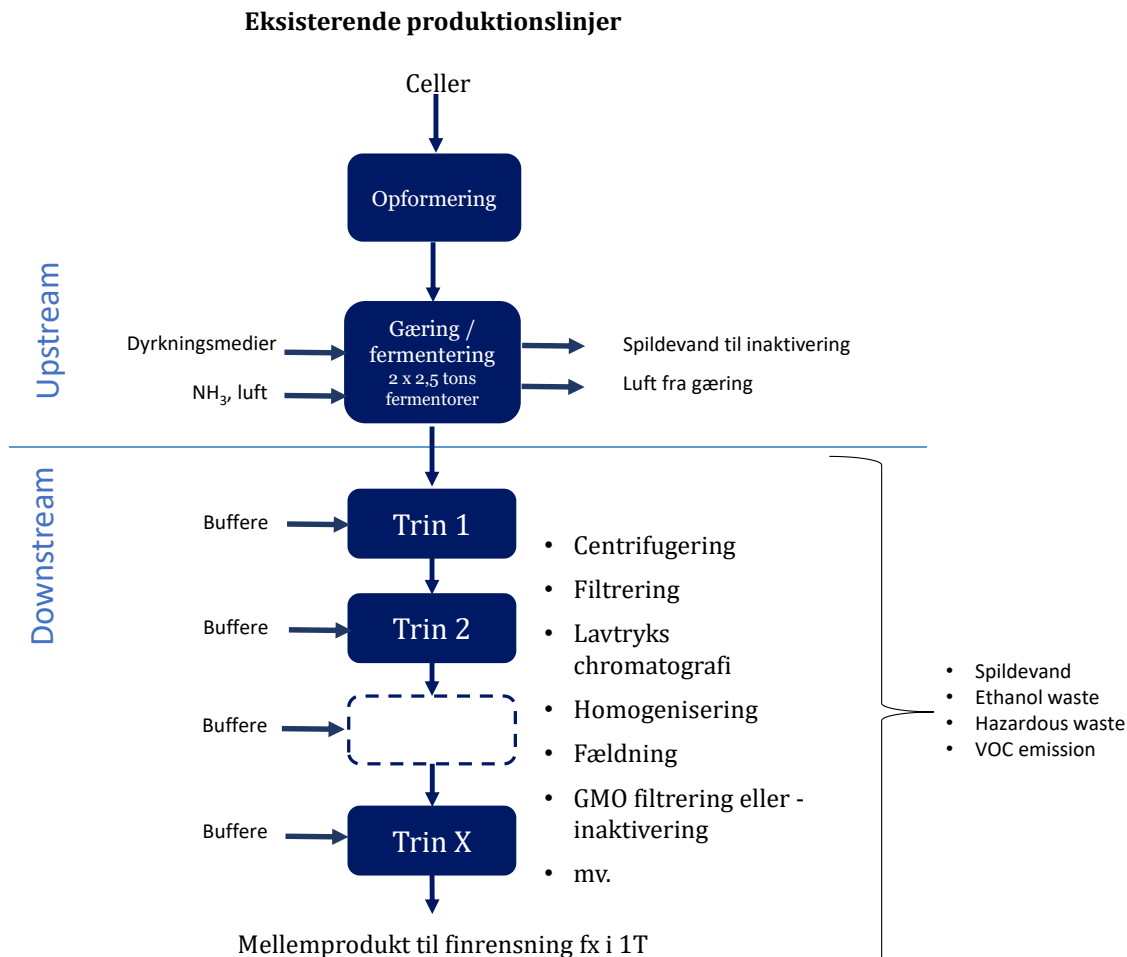 Eksisterende produktionslinjer
Celler
Opformering
Upstream
Gæring /
fermentering
2 x 2,5 tons
fermentorer
Dyrkningsmedier
NH₃, luft
Spildevand til inaktivering
Luft fra gæring
Downstream
Buffere
Trin 1
Buffere
Trin 2
Buffere
Buffere
Trin X
• Centrifugering
• Filtrering
• Lavtryks
chromatografi
• Homogenisering
• Fældning
• GMO filtrering eller -
inaktivering
• mv.
• Spildevand
• Ethanol waste
• Hazardous waste
• VOC emission
Mellemprodukt til finrensning fx i 1T